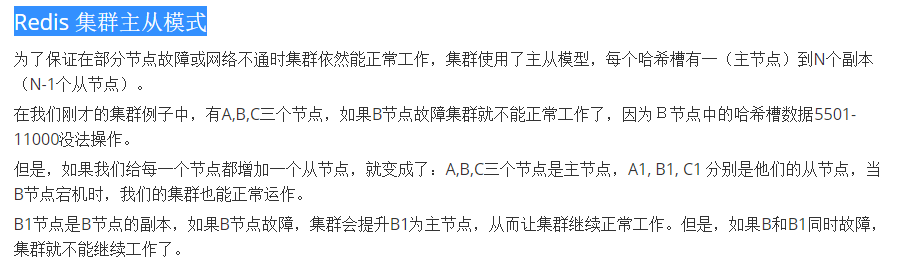 Redis 集群主从模式
为了保证在部分节点故障或网络不通时集群依然能正常工作，集群使用了主从模型，每个哈希槽有一（主节点）到N个副本
（N-1个从节点）。
在我们刚才的集群例子中，有A,B,C三个节点，如果B节点故障集群就不能正常工作了，因为Ｂ节点中的哈希槽数据5501-
11000没法操作。
但是，如果我们给每一个节点都增加一个从节点，就变成了：A,B,C三个节点是主节点，A1, B1, C1 分别是他们的从节点，当
B节点宕机时，我们的集群也能正常运作。
B1节点是B节点的副本，如果B节点故障，集群会提升B1为主节点，从而让集群继续正常工作。但是，如果B和B1同时故障，
集群就不能继续工作了。